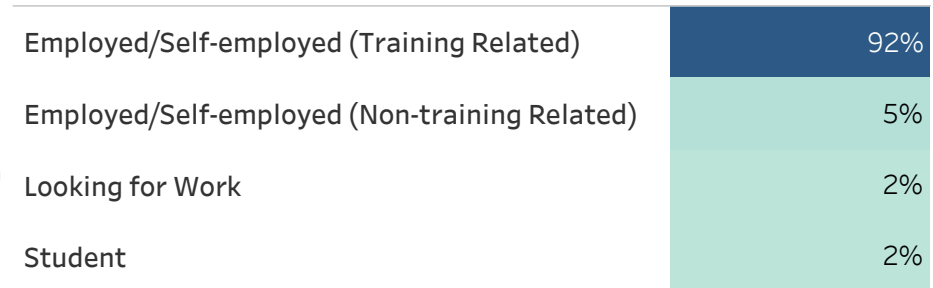 Employed/Self-employed (Training Related) 92%
Employed/Self-employed (Non-training Related) 5%
Looking for Work 2%
Student 2%